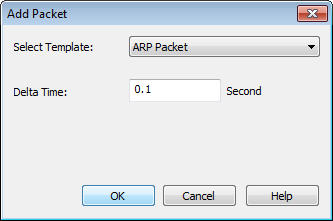 Add Packet
Select Template: ARP Packet
Delta Time: 0.1 Second
OK Cancel Help